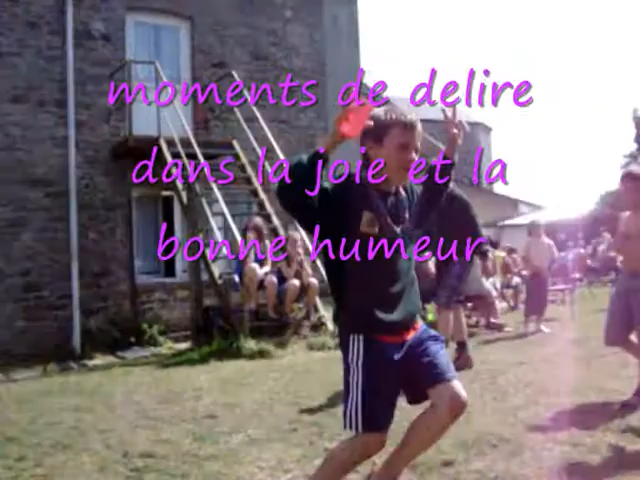 moments de delire
dans la joie et la
bonne humeur